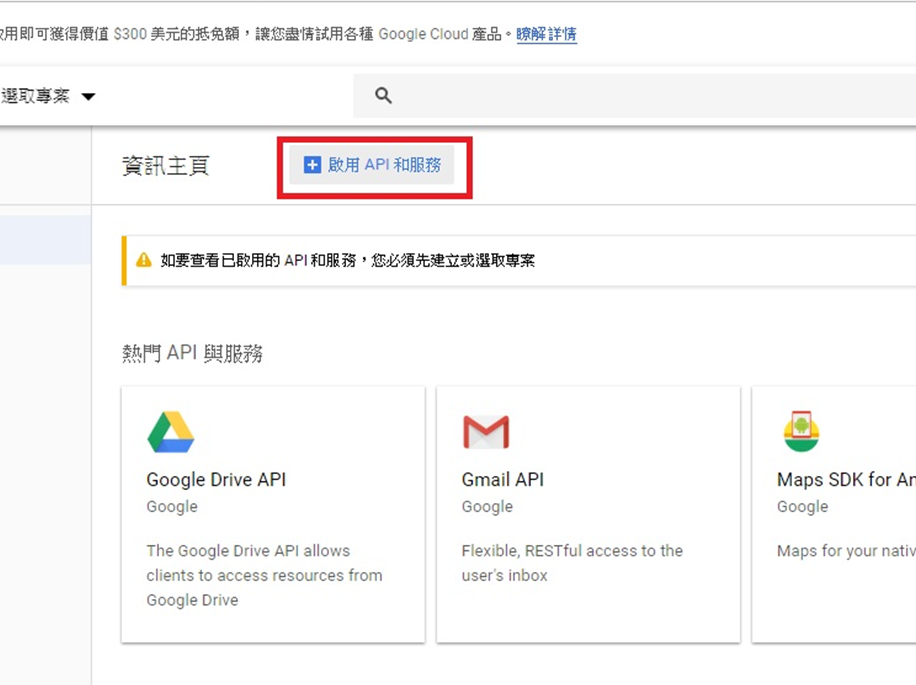 用即可獲得價值 $300 美元的抵免額，讓您盡情試用各種 Google Cloud 產品。瞭解詳情
選取專案
資訊主頁
啟用 API 和服務
如要查看已啟用的 API 和服務，您必須先建立或選取專案
熱門 API 與服務
Google Drive API
Google
The Google Drive API allows
clients to access resources from
Google Drive
Gmail API
Google
Flexible, RESTful access to the
user's inbox
Maps SDK for An
Google
Maps for your nativ